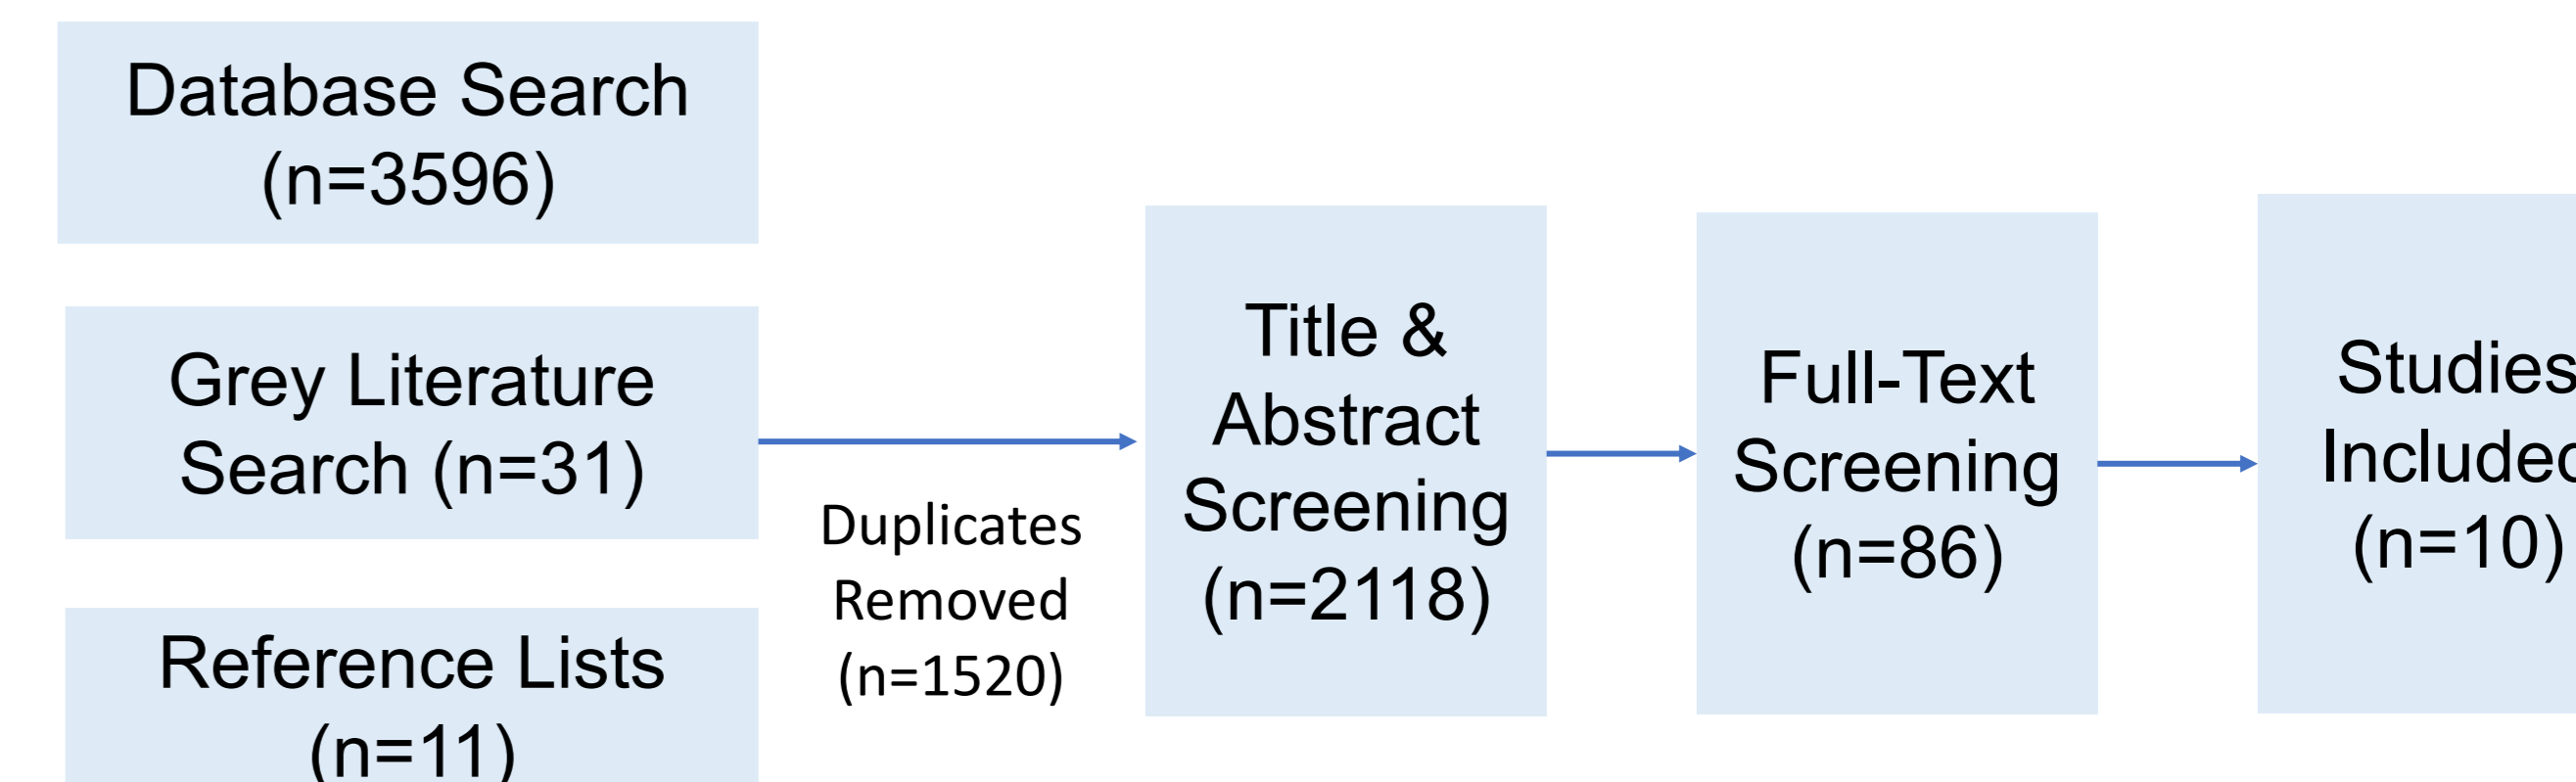 Database Search
(n=3596)
Grey Literature
Search (n=31)
Reference Lists
(n=11)
Duplicates
Removed
(n=1520)
Title &
Abstract
Screening
(n=2118)
Full-Text
Screening
(n=86)
Studies
Included
(n=10)